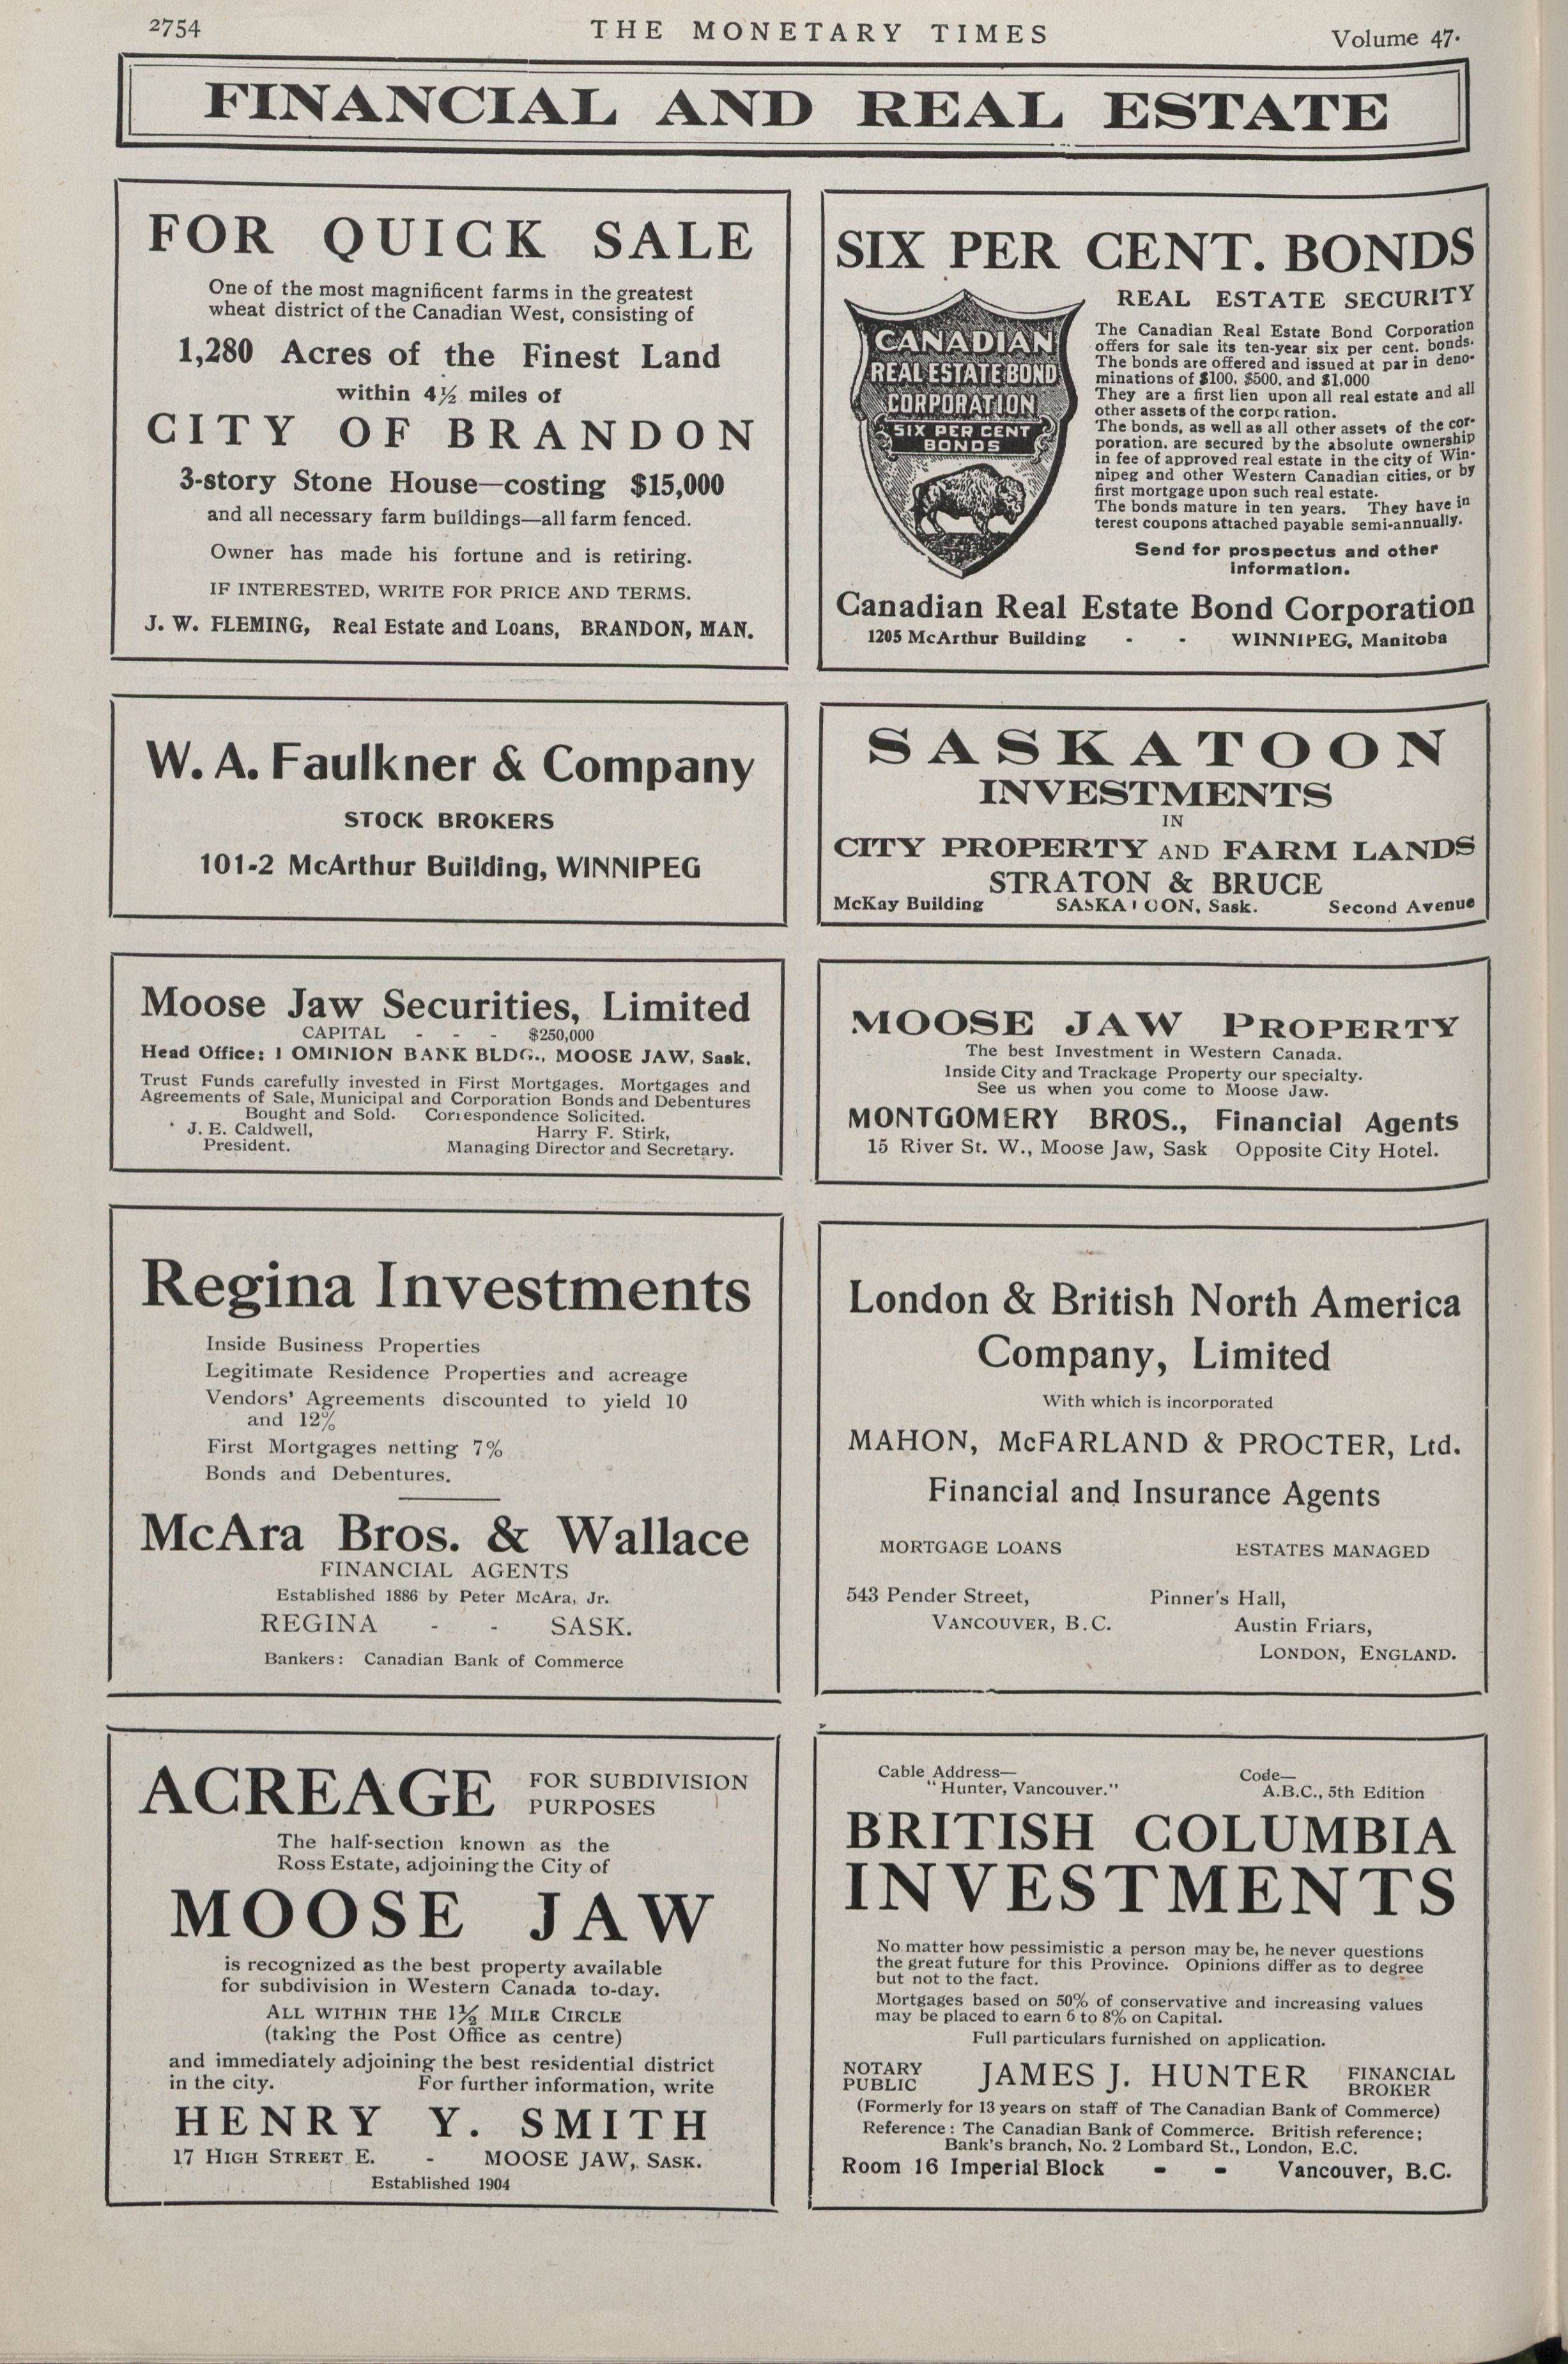 2754
THE MONETARY TIMES
Volume 47.
FINANCIAL AND REAL ESTATE
FOR QUICK SALE
One of the most magnificent farms in the greatest
wheat district of the Canadian West, consisting of
1,280 Acres of the Finest Land
within 4½ miles of
CITY OF BRANDON
3-story Stone House—costing $15,000
and all necessary farm buildings—all farm fenced.
Owner has made his fortune and is retiring.
IF INTERESTED, WRITE FOR PRICE AND TERMS.
J. W. FLEMING, Real Estate and Loans, BRANDON, MAN.
SIX PER CENT. BONDS
CANADIAN
REAL ESTATE BOND
CORPORATION
SIX PER CENT
BONDS
REAL ESTATE SECURITY
The Canadian Real Estate Bond Corporation
offers for sale its ten-year six per cent. bonds.
The bonds are offered and issued at par in deno-
minations of $100, $500, and $1,000
They are a first lien upon all real estate and all
other assets of the corporation.
The bonds, as well as all other assets of the cor-
poration, are secured by the absolute ownership
in fee of approved real estate in the city of Win-
nipeg and other Western Canadian cities, or by
first mortgage upon such real estate.
The bonds mature in ten years. They have in
terest coupons attached payable semi-annually.
Send for prospectus and other
information.
Canadian Real Estate Bond Corporation
1205 McArthur Building - - WINNIPEG, Manitoba
W. A. Faulkner & Company
STOCK BROKERS
101-2 McArthur Building, WINNIPEG
SASKATOON
INVESTMENTS
IN
CITY PROPERTY AND FARM LANDS
STRATON & BRUCE
McKay Building SASKATOON, Sask. Second Avenue
Moose Jaw Securities, Limited
CAPITAL - - - $250,000
Head Office: DOMINION BANK BLDG., MOOSE JAW, Sask.
Trust Funds carefully invested in First Mortgages. Mortgages and
Agreements of Sale, Municipal and Corporation Bonds and Debentures
Bought and Sold. Correspondence Solicited.
J. E. Caldwell, Harry F. Stirk,
President. Managing Director and Secretary.
MOOSE JAW PROPERTY
The best Investment in Western Canada.
Inside City and Trackage Property our specialty.
See us when you come to Moose Jaw.
MONTGOMERY BROS., Financial Agents
15 River St. W., Moose Jaw, Sask Opposite City Hotel.
Regina Investments
Inside Business Properties
Legitimate Residence Properties and acreage
Vendors' Agreements discounted to yield 10
and 12%
First Mortgages netting 7%
Bonds and Debentures.
McAra Bros. & Wallace
FINANCIAL AGENTS
Established 1886 by Peter McAra, Jr.
REGINA - - SASK.
Bankers: Canadian Bank of Commerce
London & British North America
Company, Limited
With which is incorporated
MAHON, McFARLAND & PROCTER, Ltd.
Financial and Insurance Agents
MORTGAGE LOANS ESTATES MANAGED
543 Pender Street, Pinner's Hall,
VANCOUVER, B.C. Austin Friars,
LONDON, ENGLAND.
ACREAGE FOR SUBDIVISION
PURPOSES
The half-section known as the
Ross Estate, adjoining the City of
MOOSE JAW
is recognized as the best property available
for subdivision in Western Canada to-day.
ALL WITHIN THE 1½ MILE CIRCLE
(taking the Post Office as centre)
and immediately adjoining the best residential district
in the city. For further information, write
HENRY Y. SMITH
17 HIGH STREET E. - MOOSE JAW, SASK.
Established 1904
Cable Address— Code—
"Hunter, Vancouver." A.B.C., 5th Edition
BRITISH COLUMBIA
INVESTMENTS
No matter how pessimistic a person may be, he never questions
the great future for this Province. Opinions differ as to degree
but not to the fact.
Mortgages based on 50% of conservative and increasing values
may be placed to earn 6 to 8% on Capital.
Full particulars furnished on application.
NOTARY
PUBLIC
JAMES J. HUNTER
FINANCIAL
BROKER
(Formerly for 13 years on staff of The Canadian Bank of Commerce)
Reference: The Canadian Bank of Commerce. British reference;
Bank's branch, No. 2 Lombard St., London, E.C.
Room 16 Imperial Block - - Vancouver, B.C.